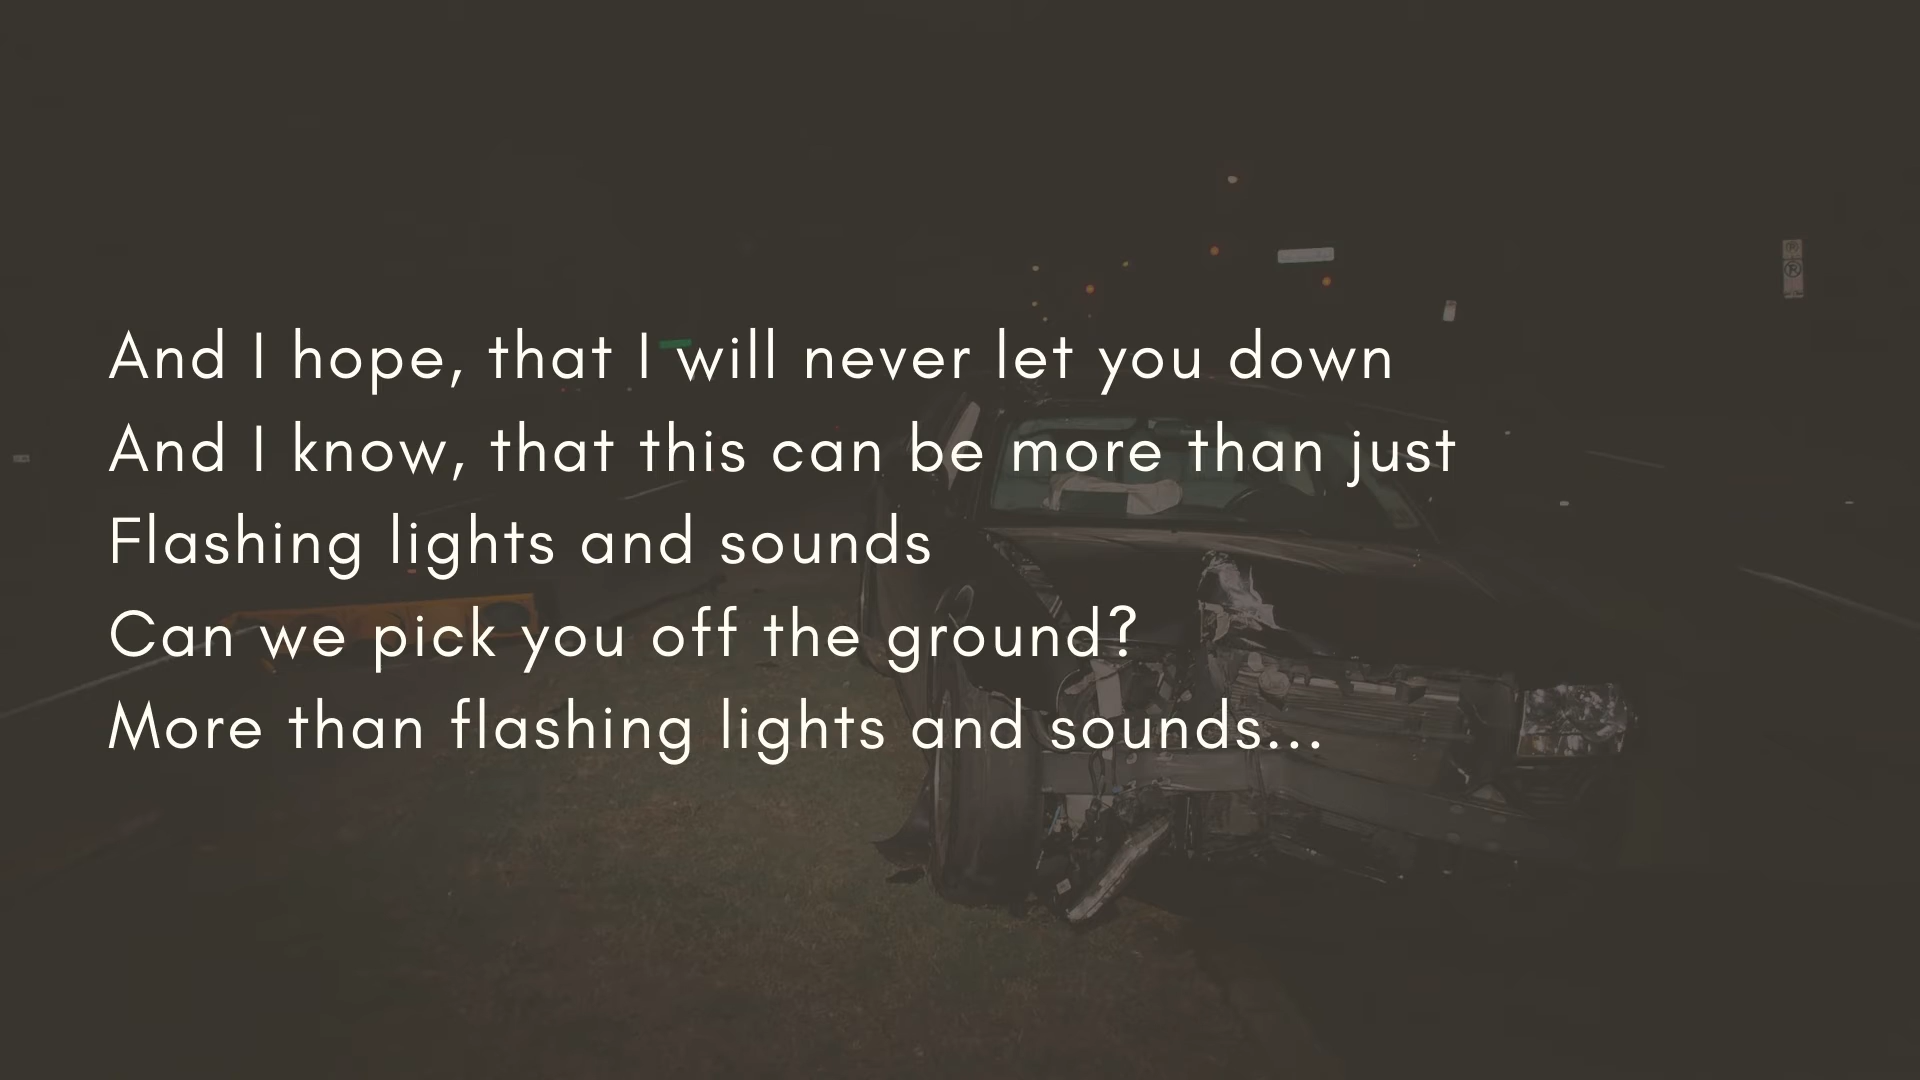 And I hope, that I will never let you down
And I know, that this can be more than just
Flashing lights and sounds
Can we pick you off the ground?
More than flashing lights and sounds...